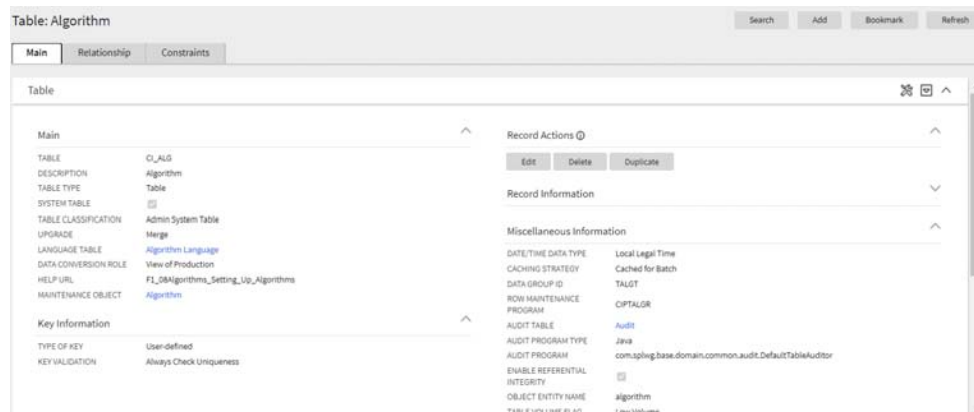 Table: Algorithm
Search Add Bookmark Refresh
Main Relationship Constraints
Table
Main
TABLE CI_ALG
DESCRIPTION Algorithm
TABLE TYPE Table
SYSTEM TABLE
TABLE CLASSIFICATION Admin System Table
UPGRADE Merge
LANGUAGE TABLE Algorithm Language
DATA CONVERSION ROLE View of Production
HELP URL F1_08Algorithms_Setting_Up_Algorithms
MAINTENANCE OBJECT Algorithm
Key Information
TYPE OF KEY User-defined
KEY VALIDATION Always Check Uniqueness
Record Actions
Edit Delete Duplicate
Record Information
Miscellaneous Information
DATE/TIME DATA TYPE Local Legal Time
CACHING STRATEGY Cached for Batch
DATA GROUP ID TALGT
ROW MAINTENANCE
PROGRAM CIPTALGR
AUDIT TABLE Audit
AUDIT PROGRAM TYPE Java
AUDIT PROGRAM com.splwg.base.domain.common.audit.DefaultTableAuditor
ENABLE REFERENTIAL
INTEGRITY
OBJECT ENTITY NAME algorithm
TABLE VOLUME FLAG Low Volume